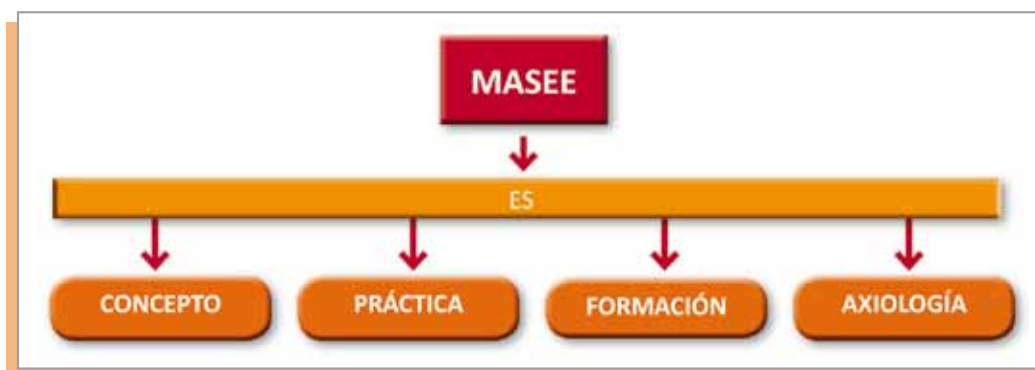 MASEE
ES
CONCEPTO
PRÁCTICA
FORMACIÓN
AXIOLOGÍA